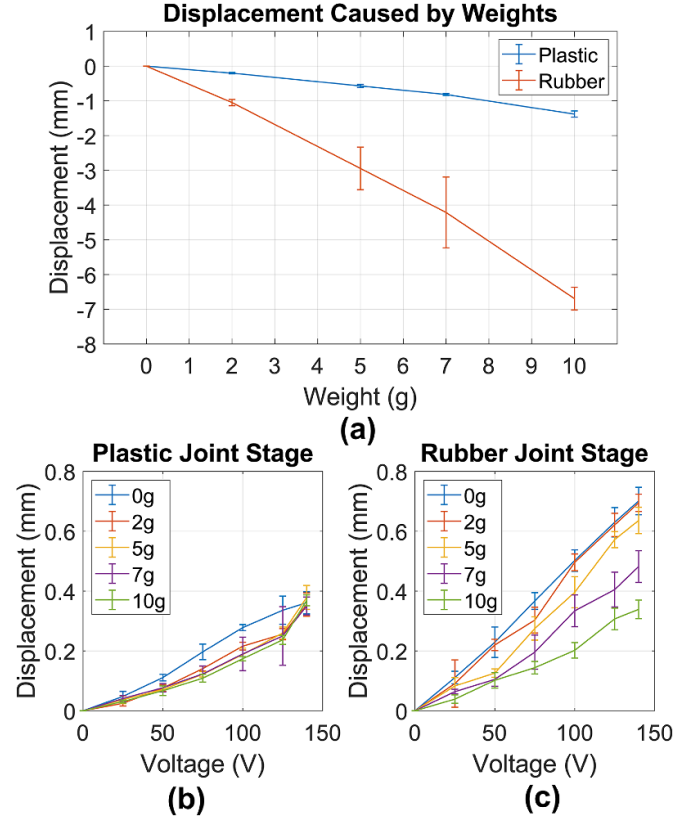 Displacement Caused by Weights
1
0
-1
-2
-3
-4
-5
-6
-7
-8
Displacement (mm)
Plastic
Rubber
0 1 2 3 4 5 6 7 8 9 10
Weight (g)
(a)
Plastic Joint Stage
0.8
0.6
0.4
0.2
0
Displacement (mm)
0g
2g
5g
7g
10g
0 50 100 150
Voltage (V)
(b)
Rubber Joint Stage
0.8
0.6
0.4
0.2
0
Displacement (mm)
0g
2g
5g
7g
10g
0 50 100 150
Voltage (V)
(c)